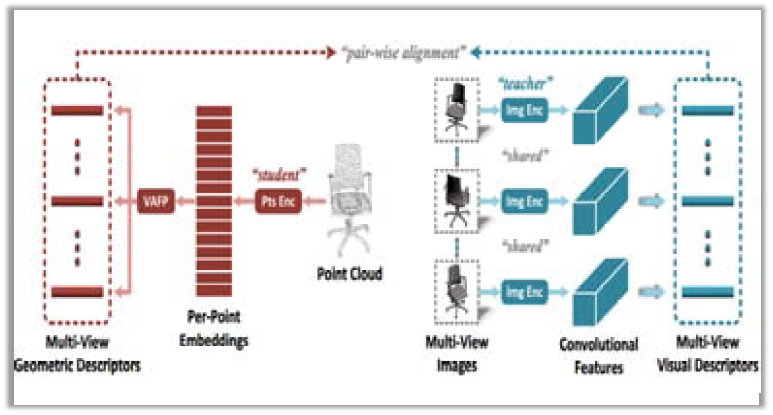 "pair-wise alignment"
"teacher"
Img Enc
"shared"
"student"
VAFP
Pts Enc
Img Enc
"shared"
Point Cloud
Img Enc
Per-Point
Embeddings
Multi-View
Geometric Descriptors
Multi-View
Images
Convolutional
Features
Multi-View
Visual Descriptors